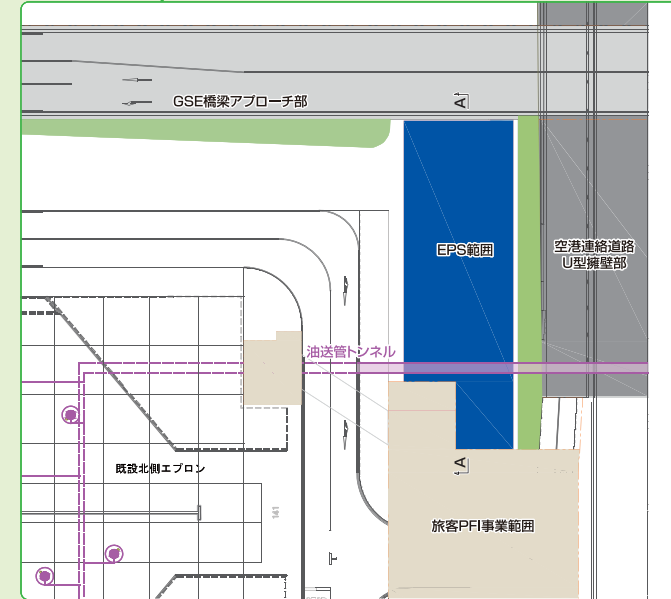 GSE橋梁アプローチ部
A
EPS範囲
空港連絡道路
U型擁壁部
油送管トンネル
既設北側エプロン
A
141
旅客PFI事業範囲